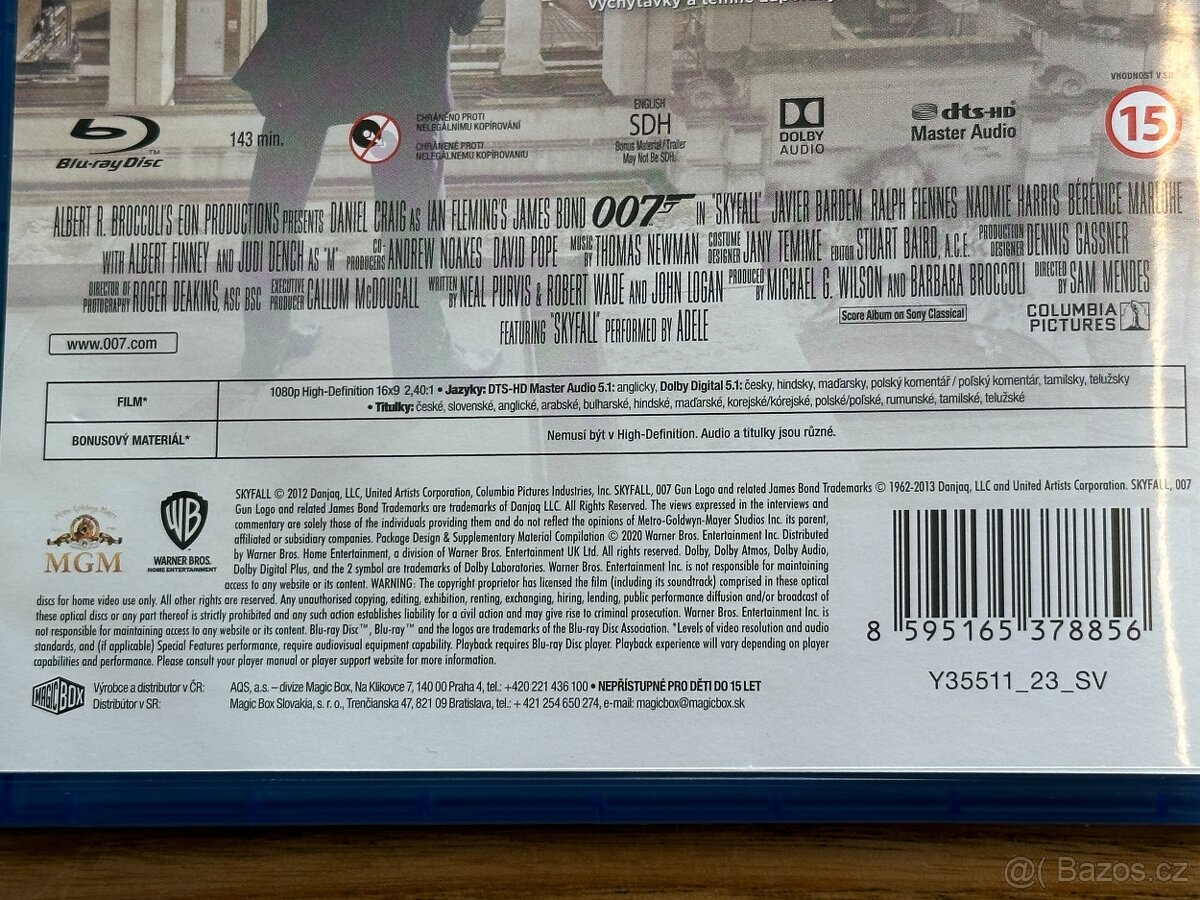 Vychytávky a temné
VHODNOST V S
Blu-ray Disc™
143 min.
CHRÁNĚNO PROTI
NELEGÁLNÍMU KOPÍROVÁNÍ
CHRÁNENÉ PROTI
NELEGÁLNEMU KOPÍROVANIU
ENGLISH
SDH
Bonus Material/Trailer
May Not Be SDH.
DOLBY
AUDIO
dts-HD
Master Audio
15
ALBERT R. BROCCOLI'S EON PRODUCTIONS PRESENTS DANIEL CRAIG AS IAN FLEMING'S JAMES BOND 007 IN "SKYFALL" JAVIER BARDEM RALPH FIENNES NAOMIE HARRIS BÉRÉNICE MARLOHE
WITH ALBERT FINNEY AND JUDI DENCH AS "M" CO-PRODUCERS ANDREW NOAKES DAVID POPE MUSIC BY THOMAS NEWMAN COSTUME DESIGNER JANY TEMIME EDITOR STUART BAIRD, A.C.E. PRODUCTION DESIGNER DENNIS GASSNER
DIRECTOR OF PHOTOGRAPHY ROGER DEAKINS, ASC BSC EXECUTIVE PRODUCER CALLUM McDOUGALL WRITTEN BY NEAL PURVIS & ROBERT WADE AND JOHN LOGAN PRODUCED BY MICHAEL G. WILSON AND BARBARA BROCCOLI DIRECTED BY SAM MENDES
FEATURING "SKYFALL" PERFORMED BY ADELE
Score Album on Sony Classical
COLUMBIA
PICTURES
www.007.com
FILM*
1080p High-Definition 16x9 2,40:1 • Jazyky: DTS-HD Master Audio 5.1: anglicky, Dolby Digital 5.1: česky, hindsky, maďarsky, polský komentář / poľský komentár, tamilsky, telužsky
• Titulky: české, slovenské, anglické, arabské, bulharské, hindské, maďarské, korejské/kórejské, polské/poľské, rumunské, tamilské, telužské
BONUSOVÝ MATERIÁL*
Nemusí být v High-Definition. Audio a titulky jsou různé.
MGM
WB
WARNER BROS.
HOME ENTERTAINMENT
SKYFALL © 2012 Danjaq, LLC, United Artists Corporation, Columbia Pictures Industries, Inc. SKYFALL, 007 Gun Logo and related James Bond Trademarks © 1962-2013 Danjaq, LLC and United Artists Corporation. SKYFALL, 007
Gun Logo and related James Bond Trademarks are trademarks of Danjaq, LLC. All Rights Reserved. The views expressed in the interviews and
commentary are solely those of the individuals providing them and do not reflect the opinions of Metro-Goldwyn-Mayer Studios Inc. its parent,
affiliated or subsidiary companies. Package Design & Supplementary Material Compilation © 2020 Warner Bros. Entertainment Inc. Distributed
by Warner Bros. Home Entertainment, a division of Warner Bros. Entertainment UK Ltd. All rights reserved. Dolby, Dolby Atmos, Dolby Audio,
Dolby Digital Plus, and the 2 symbol are trademarks of Dolby Laboratories. Warner Bros. Entertainment Inc. is not responsible for maintaining
access to any website or its content. WARNING: The copyright proprietor has licensed the film (including its soundtrack) comprised in these optical
discs for home video use only. All other rights are reserved. Any unauthorised copying, editing, exhibition, renting, exchanging, hiring, lending, public performance diffusion and/or broadcast of
these optical discs or any part thereof is strictly prohibited and any such action establishes liability for a civil action and may give rise to criminal prosecution. Warner Bros. Entertainment Inc. is
not responsible for maintaining access to any website or its content. Blu-ray Disc™, Blu-ray™ and the logos are trademarks of the Blu-ray Disc Association. *Levels of video resolution and audio
standards, and (if applicable) Special Features performance, require audiovisual equipment capability. Playback requires Blu-ray Disc player. Playback experience will vary depending on player
capabilities and performance. Please consult your player manual or player support website for more information.
8 595165 378856
Y35511_23_SV
MAGICBOX
Výrobce a distributor v ČR: AQS, a.s. – divize Magic Box, Na Klikovce 7, 140 00 Praha 4, tel.: +420 221 436 100 • NEPŘÍSTUPNÉ PRO DĚTI DO 15 LET
Distribútor v SR: Magic Box Slovakia, s. r. o., Trenčianska 47, 821 09 Bratislava, tel.: + 421 254 650 274, e-mail: magicbox@magicbox.sk
@( Bazos.cz